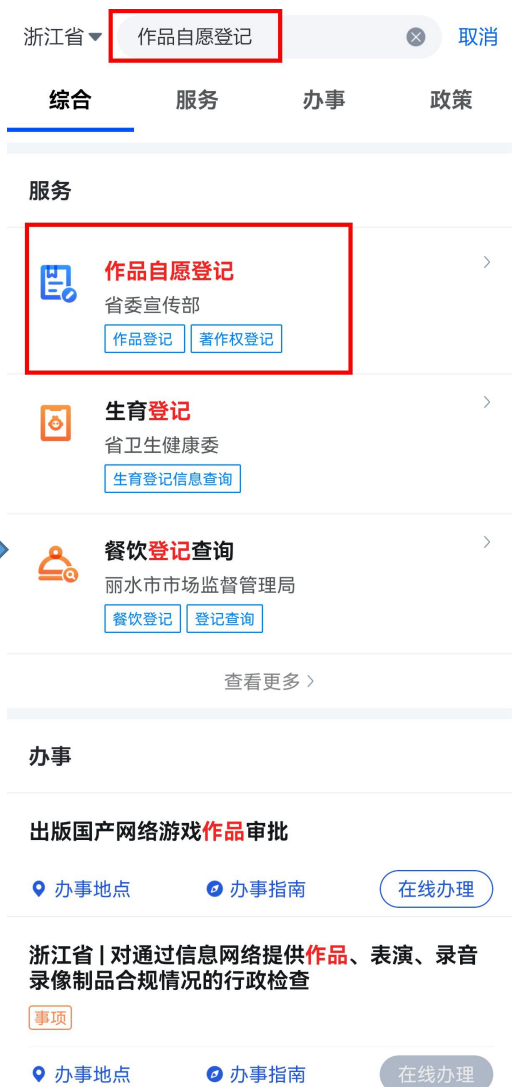 浙江省 作品自愿登记 取消
综合 服务 办事 政策
服务
作品自愿登记
省委宣传部
作品登记 著作权登记
生育登记
省卫生健康委
生育登记信息查询
餐饮登记查询
丽水市市场监督管理局
餐饮登记 登记查询
查看更多
办事
出版国产网络游戏作品审批
办事地点 办事指南 在线办理
浙江省 | 对通过信息网络提供作品、表演、录音
录像制品合规情况的行政检查
事项
办事地点 办事指南 在线办理